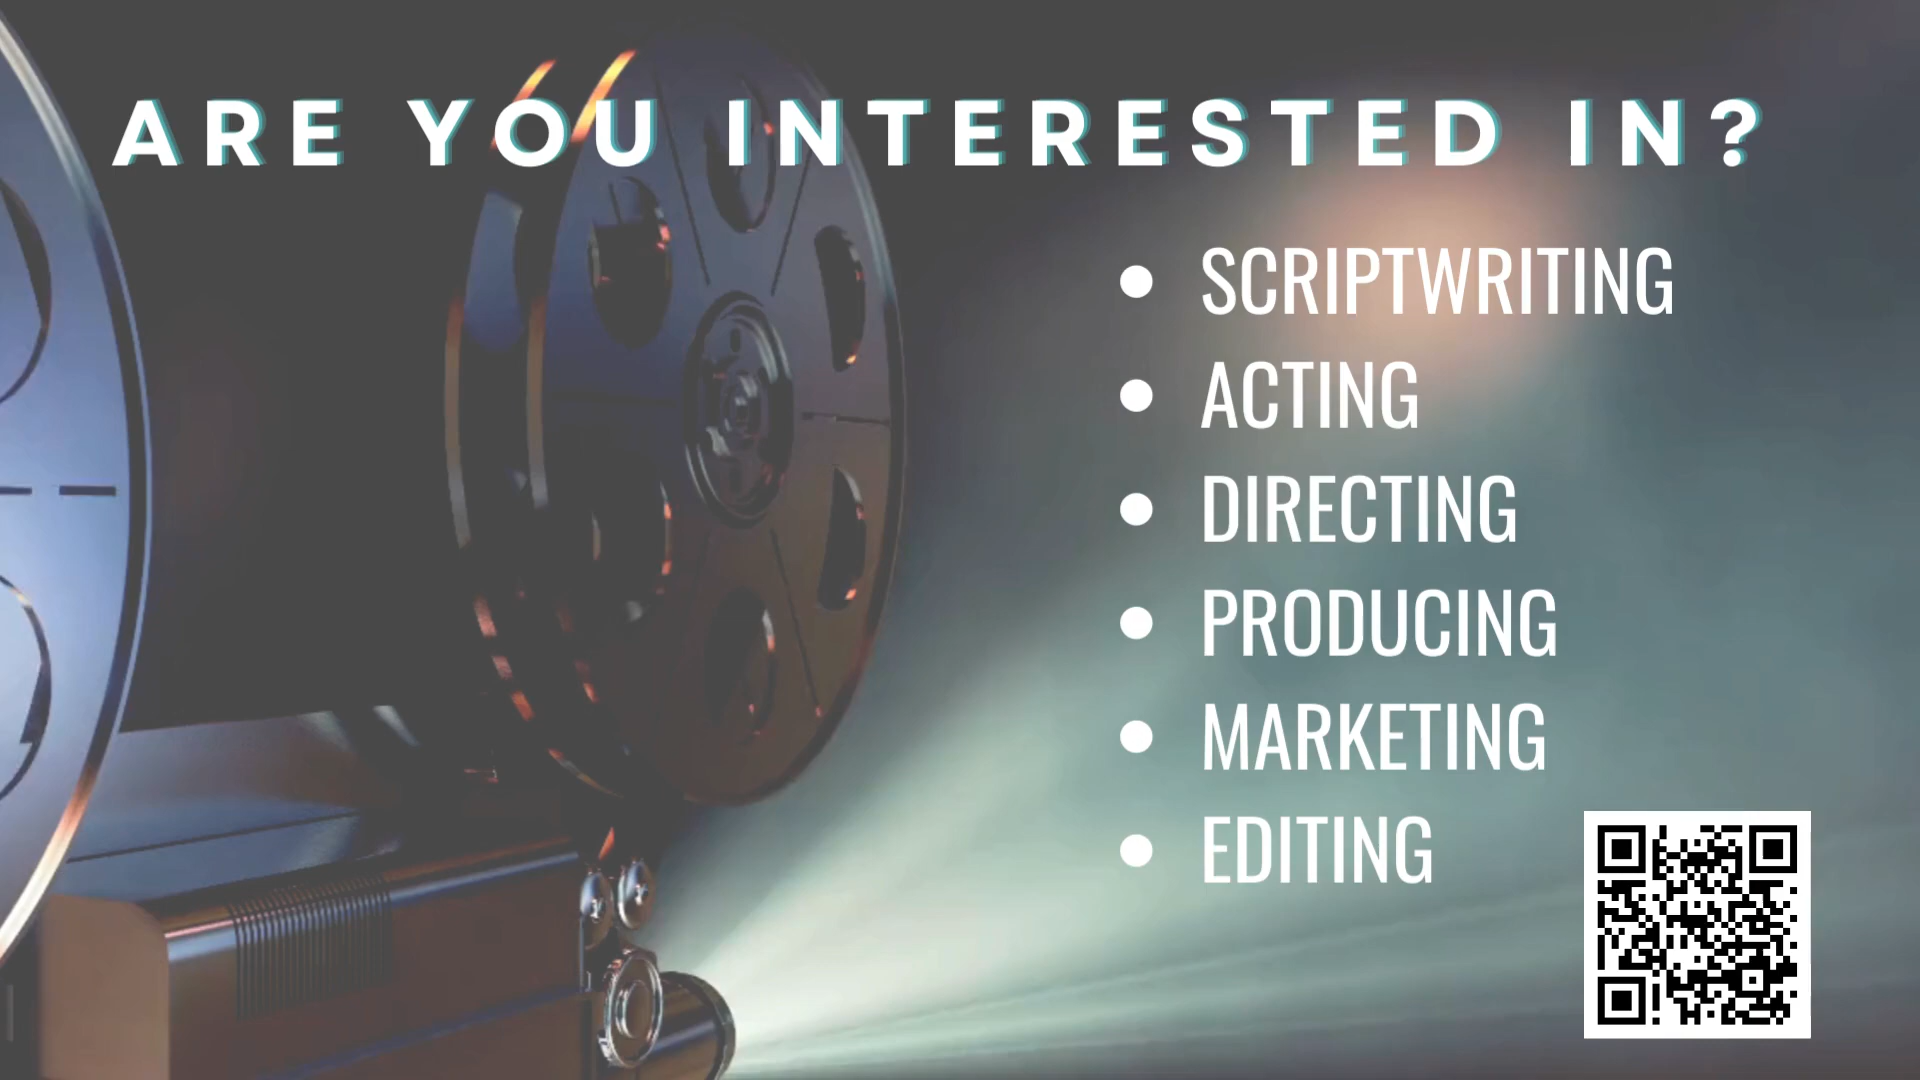 ARE YOU INTERESTED IN?
• SCRIPTWRITING
• ACTING
• DIRECTING
• PRODUCING
• MARKETING
• EDITING